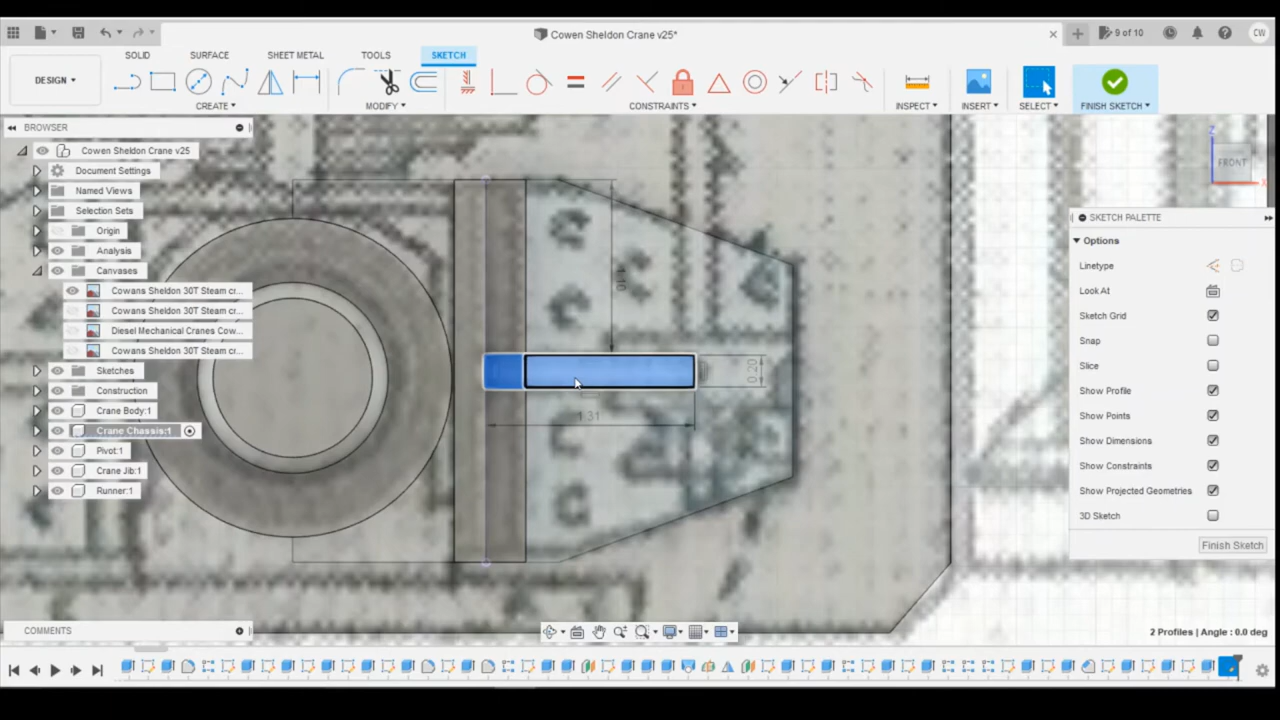 Cowen Sheldon Crane v25*
9 of 10
CW
DESIGN
SOLID
SURFACE
SHEET METAL
TOOLS
SKETCH
CREATE
MODIFY
CONSTRAINTS
INSPECT
INSERT
SELECT
FINISH SKETCH
BROWSER
Cowen Sheldon Crane v25
Document Settings
Named Views
Selection Sets
Origin
Analysis
Canvases
Cowans Sheldon 30T Steam cr...
Cowans Sheldon 30T Steam cr...
Diesel Mechanical Cranes Cow...
Cowans Sheldon 30T Steam cr...
Sketches
Construction
Crane Body:1
Crane Chassis:1
Pivot:1
Crane Jib:1
Runner:1
0.20
1.31
Z
FRONT
X
SKETCH PALETTE
Options
Linetype
Look At
Sketch Grid
Snap
Slice
Show Profile
Show Points
Show Dimensions
Show Constraints
Show Projected Geometries
3D Sketch
Finish Sketch
COMMENTS
2 Profiles | Angle : 0.0 deg